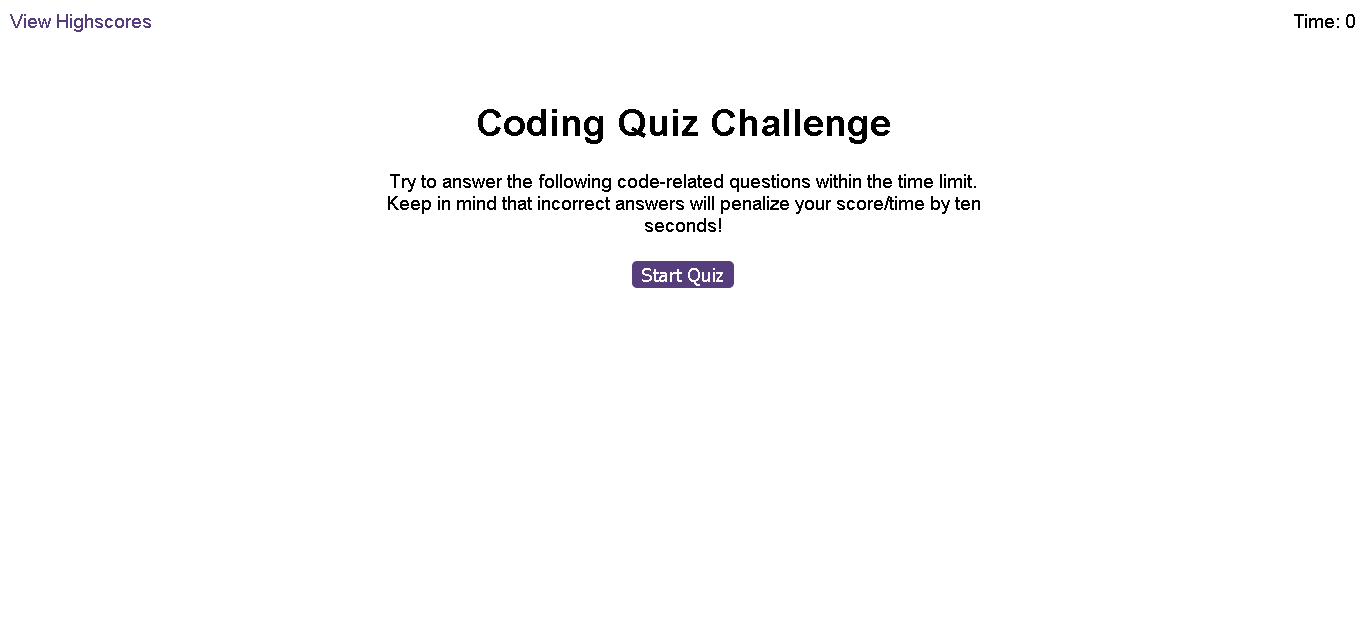 View Highscores
Time: 0
Coding Quiz Challenge
Try to answer the following code-related questions within the time limit.
Keep in mind that incorrect answers will penalize your score/time by ten
seconds!
Start Quiz